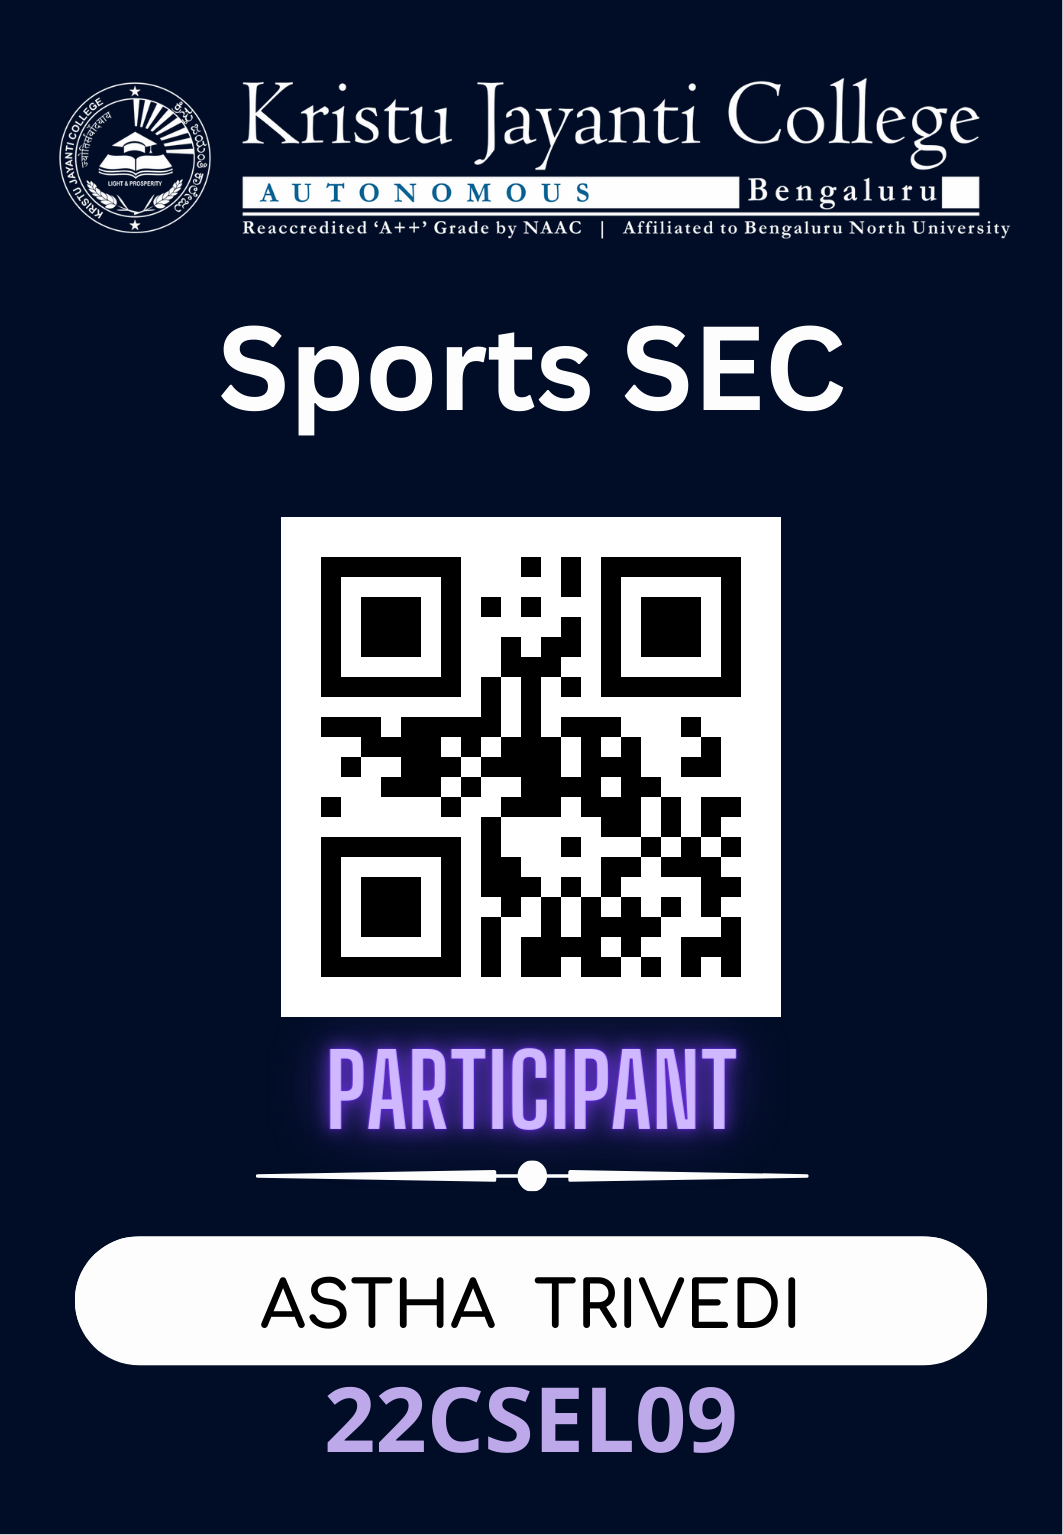 KRISTU JAYANTI COLLEGE
ज्योतिसंवाद्याय
ಕ್ರಿಸ್ತು ಜಯಂತಿ ಕಾಲೇಜು
LIGHT & PROSPERITY
Kristu Jayanti College
AUTONOMOUS Bengaluru
Reaccredited ‘A++’ Grade by NAAC | Affiliated to Bengaluru North University
Sports SEC
PARTICIPANT
ASTHA TRIVEDI
22CSEL09